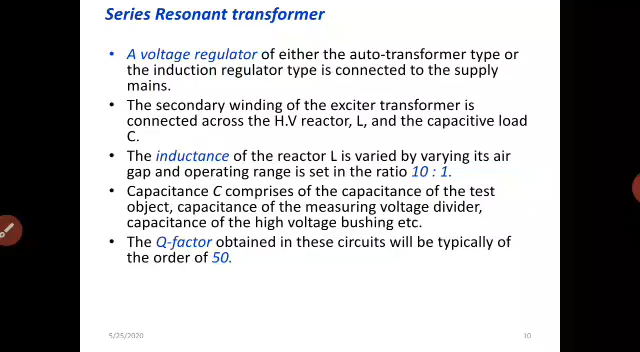 Series Resonant transformer
• A voltage regulator of either the auto-transformer type or
the induction regulator type is connected to the supply
mains.
• The secondary winding of the exciter transformer is
connected across the H.V reactor, L, and the capacitive load
C.
• The inductance of the reactor L is varied by varying its air
gap and operating range is set in the ratio 10 : 1.
• Capacitance C comprises of the capacitance of the test
object, capacitance of the measuring voltage divider,
capacitance of the high voltage bushing etc.
• The Q-factor obtained in these circuits will be typically of
the order of 50.
5/25/2020
10